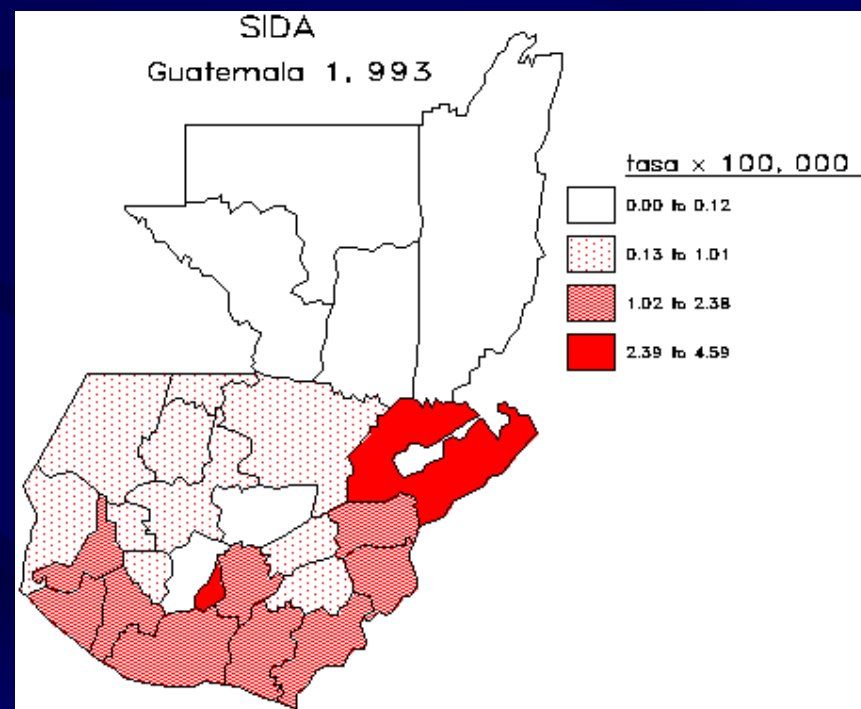 SIDA
Guatemala 1, 993
tasa x 100, 000
0.00 to 0.12
0.13 to 1.01
1.02 to 2.38
2.39 to 4.59